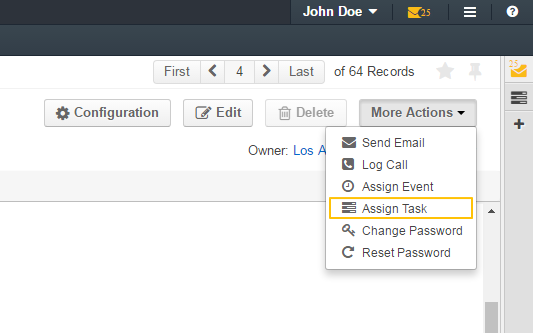 John Doe 25
First 4 Last of 64 Records
25
Configuration Edit Delete More Actions
Owner: Los A
Send Email
Log Call
Assign Event
Assign Task
Change Password
Reset Password